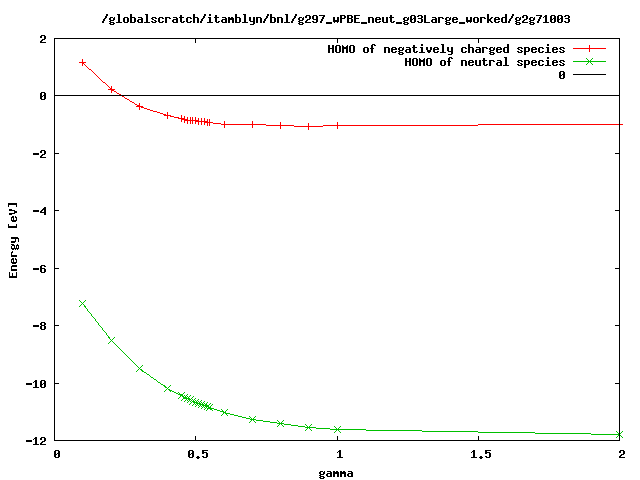 /globalscratch/itamblyn/bnl/g297_wPBE_neut_g03Large_worked/g2g71003
HOMO of negatively charged species
HOMO of neutral species
0
2
0
-2
-4
-6
-8
-10
-12
Energy [eV]
0
0.5
1
1.5
2
gamma